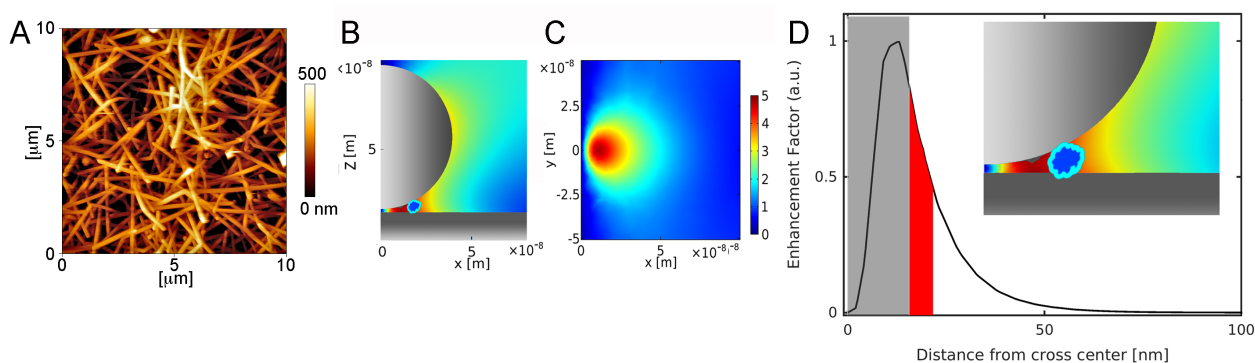 A
10
5
0
[µm]
0
5
10
[µm]
500
0 nm
B
‹10⁻⁸
5
Z [m]
0
0
5
×10⁻⁸
x [m]
C
×10⁻⁸
2.5
0
-2.5
-5
y [m]
0
5
×10⁻⁸
x [m]
5
4
3
2
1
0
D
1
0.5
0
Enhancement Factor (a.u.)
0
50
100
Distance from cross center [nm]